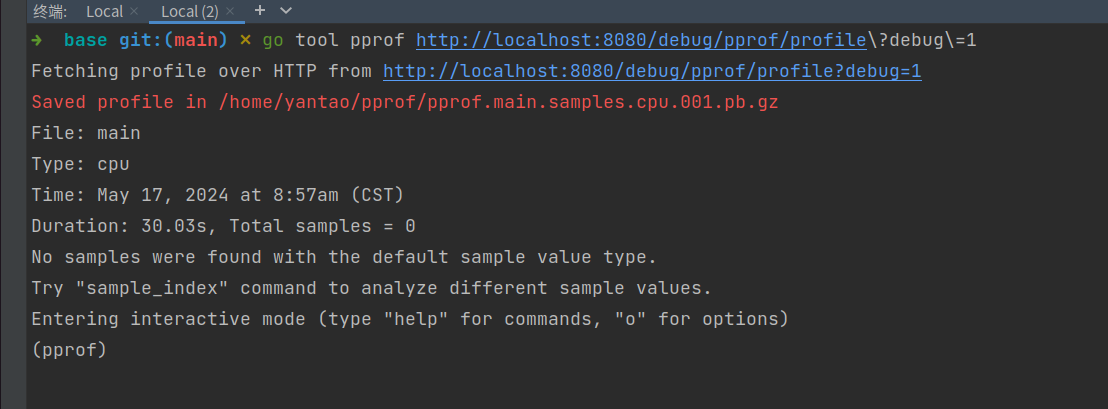 终端: Local × Local (2) × +
➜ base git:(main) × go tool pprof http://localhost:8080/debug/pprof/profile\?debug\=1
Fetching profile over HTTP from http://localhost:8080/debug/pprof/profile?debug=1
Saved profile in /home/yantao/pprof/pprof.main.samples.cpu.001.pb.gz
File: main
Type: cpu
Time: May 17, 2024 at 8:57am (CST)
Duration: 30.03s, Total samples = 0
No samples were found with the default sample value type.
Try "sample_index" command to analyze different sample values.
Entering interactive mode (type "help" for commands, "o" for options)
(pprof)